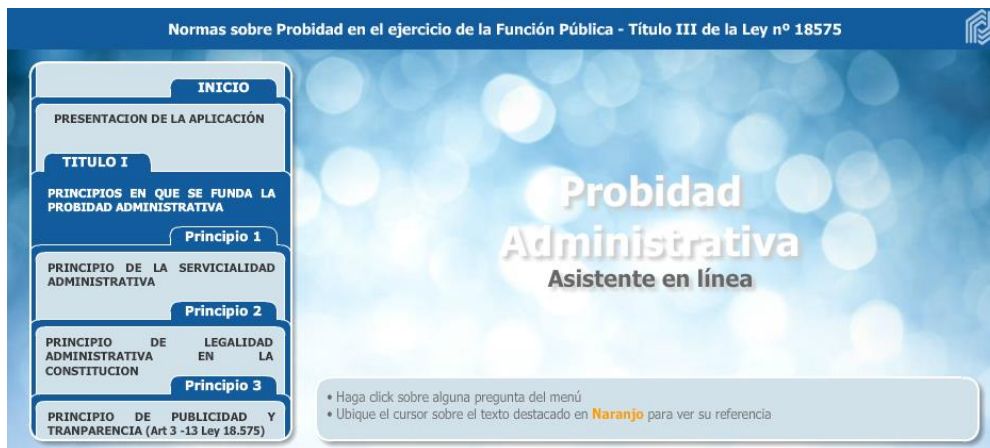 Normas sobre Probidad en el ejercicio de la Función Pública - Título III de la Ley nº 18575
INICIO
PRESENTACION DE LA APLICACIÓN
TITULO I
PRINCIPIOS EN QUE SE FUNDA LA
PROBIDAD ADMINISTRATIVA
Principio 1
PRINCIPIO DE LA SERVICIALIDAD
ADMINISTRATIVA
Principio 2
PRINCIPIO DE LEGALIDAD
ADMINISTRATIVA EN LA
CONSTITUCION
Principio 3
PRINCIPIO DE PUBLICIDAD Y
TRANPARENCIA (Art 3 -13 Ley 18.575)
Probidad
Administrativa
Asistente en línea
• Haga click sobre alguna pregunta del menú
• Ubique el cursor sobre el texto destacado en Naranjo para ver su referencia